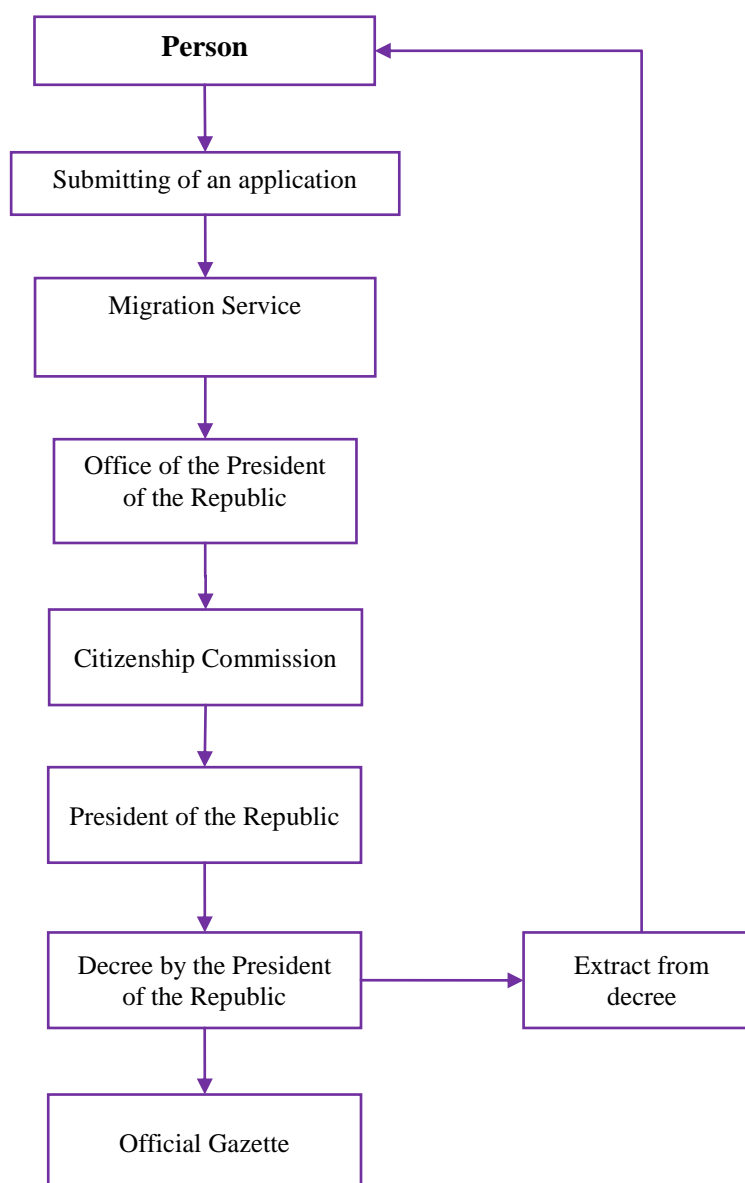 Person
Submitting of an application
Migration Service
Office of the President
of the Republic
Citizenship Commission
President of the Republic
Decree by the President
of the Republic
Extract from
decree
Official Gazette